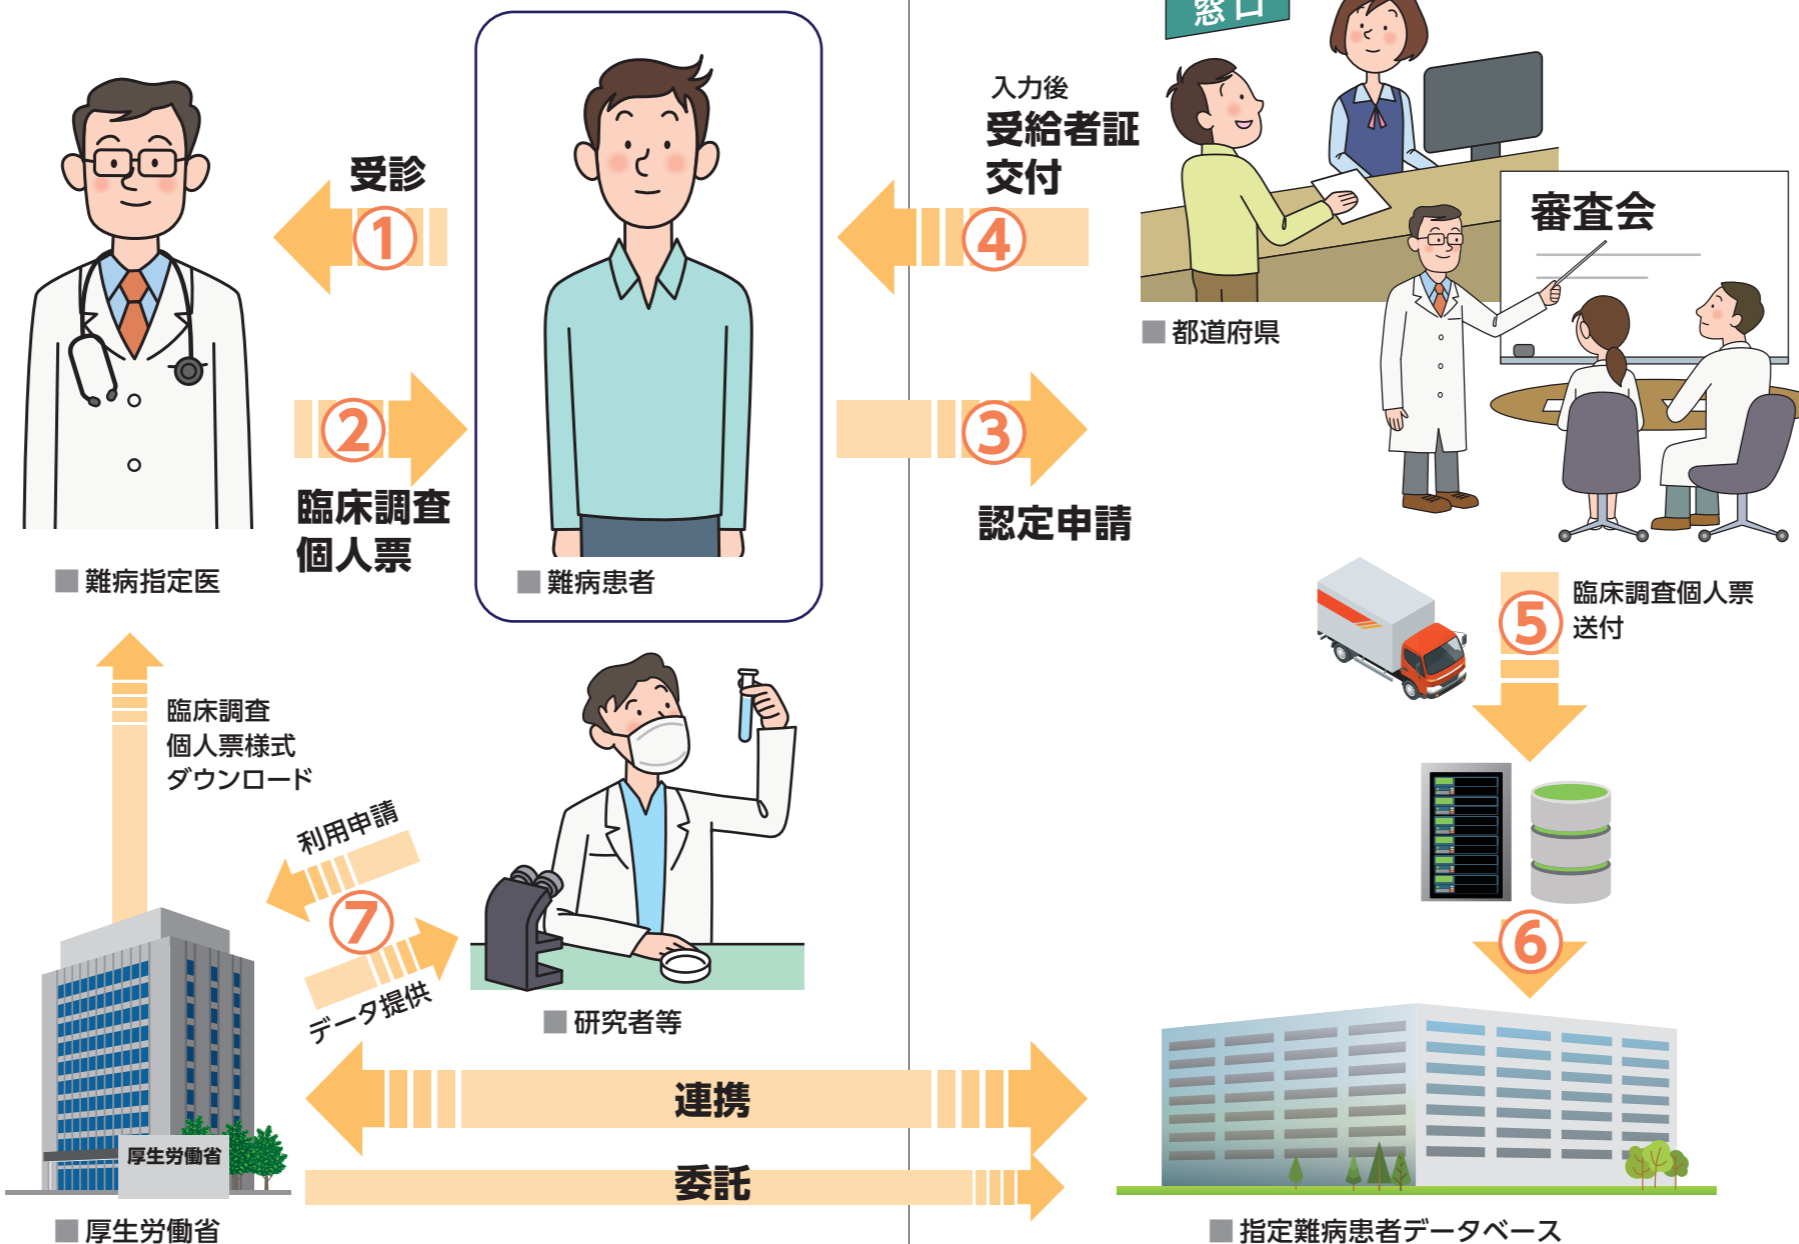 窓口
入力後
受給者証
交付
④
受診
①
審査会
■ 都道府県
②
臨床調査
個人票
③
認定申請
■ 難病指定医
■ 難病患者
⑤
臨床調査個人票
送付
臨床調査
個人票様式
ダウンロード
利用申請
⑦
データ提供
⑥
■ 研究者等
連携
厚生労働省
委託
■ 厚生労働省
■ 指定難病患者データベース